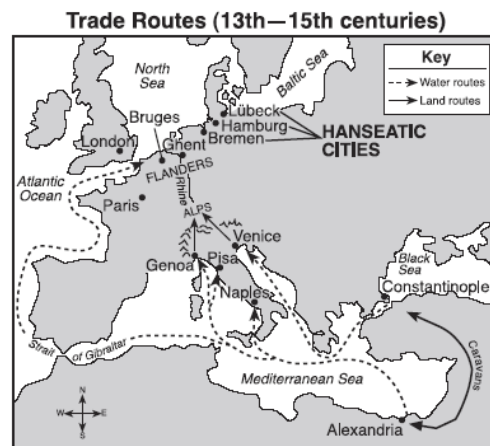 Trade Routes (13th—15th centuries)
Key
Water routes
Land routes
North
Sea
Baltic Sea
Bruges
Lübeck
Hamburg
Bremen
HANSEATIC
CITIES
London
Ghent
FLANDERS
Atlantic
Ocean
Rhine
Paris
ALPS
Venice
Genoa
Pisa
Black
Sea
Constantinople
Naples
Strait of Gibraltar
Caravans
Mediterranean Sea
Alexandria
N
W E
S